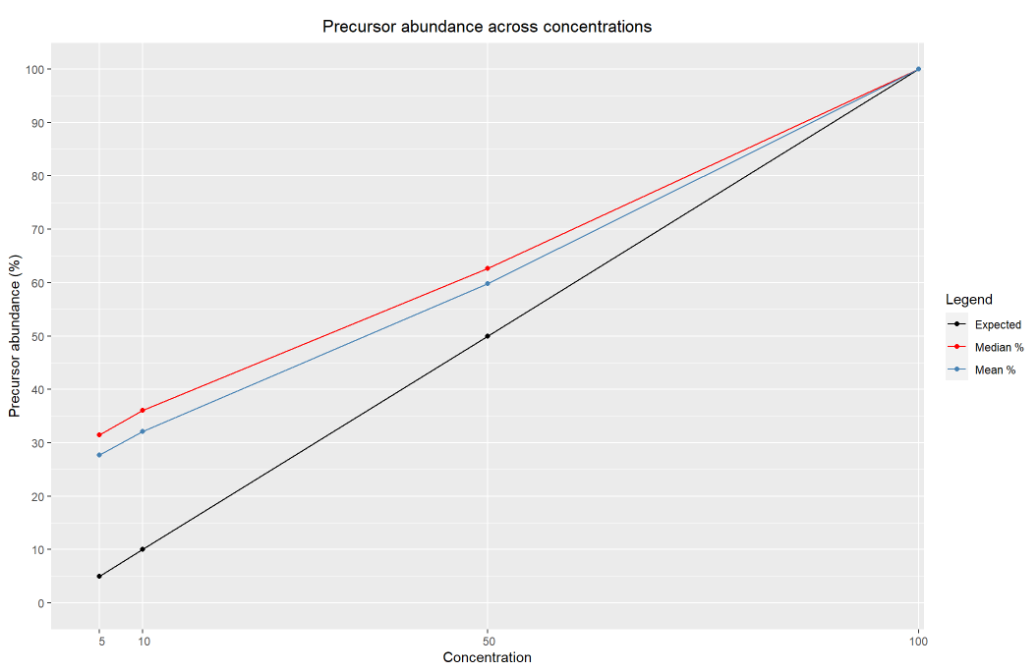 Precursor abundance across concentrations
Precursor abundance (%)
100
90
80
70
60
50
40
30
20
10
0
5 10 50 100
Concentration
Legend
Expected
Median %
Mean %